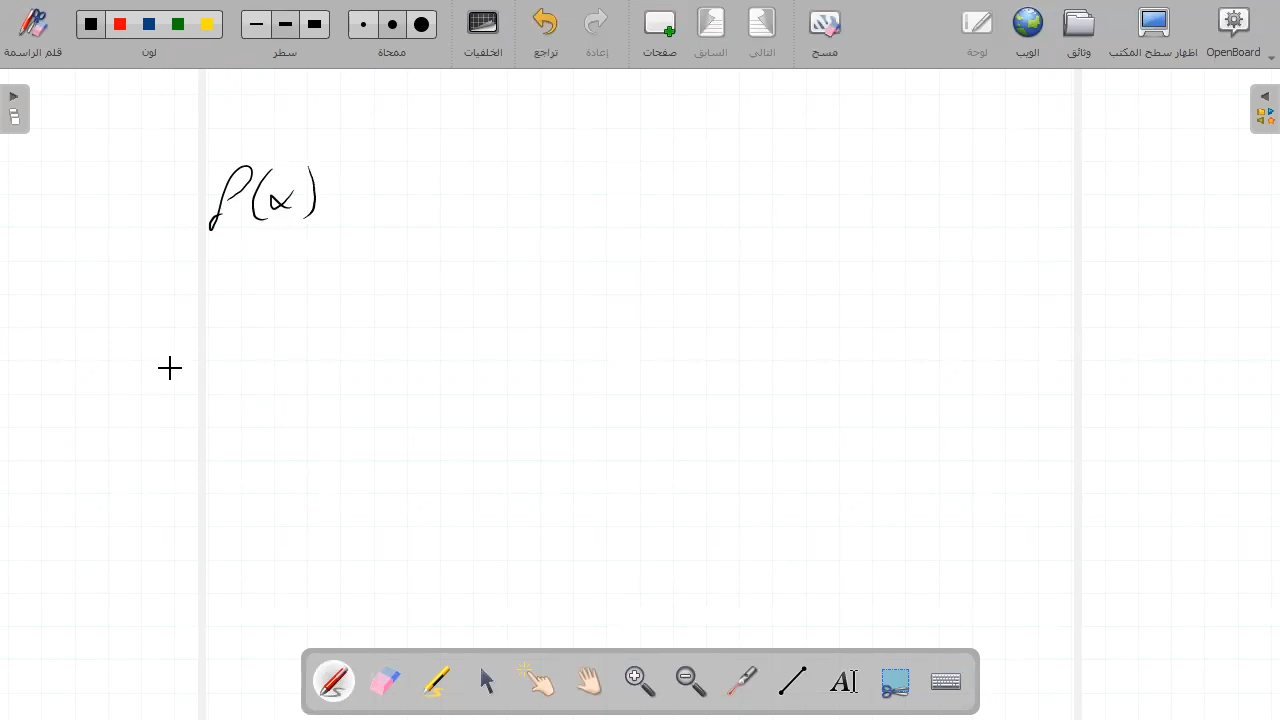 قلم الراسمة
لون
سطر
ممحاة
الخلفيات
تراجع
إعادة
صفحات
السابق
التالي
مسح
لوحة
الويب
وثائق
اظهار سطح المكتب
OpenBoard
f(x)